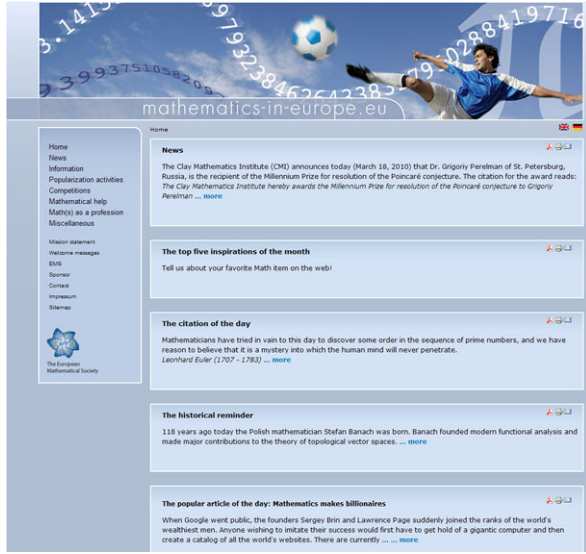 mathematics-in-europe.eu
Home
News
Information
Popularization activities
Competitions
Mathematical help
Math(s) as a profession
Miscellaneous
Mission statement
Welcome messages
EMS
Sponsor
Contact
Impressum
Sitemap
The European
Mathematical Society
Home
News
The Clay Mathematics Institute (CMI) announces today (March 18, 2010) that Dr. Grigoriy Perelman of St. Petersburg,
Russia, is the recipient of the Millennium Prize for resolution of the Poincaré conjecture. The citation for the award reads:
The Clay Mathematics Institute hereby awards the Millennium Prize for resolution of the Poincaré conjecture to Grigoriy
Perelman ... more
The top five inspirations of the month
Tell us about your favorite Math item on the web!
The citation of the day
Mathematicians have tried in vain to this day to discover some order in the sequence of prime numbers, and we have
reason to believe that it is a mystery into which the human mind will never penetrate.
Leonhard Euler (1707 - 1783) ... more
The historical reminder
118 years ago today the Polish mathematician Stefan Banach was born. Banach founded modern functional analysis and
made major contributions to the theory of topological vector spaces. ... more
The popular article of the day: Mathematics makes billionaires
When Google went public, the founders Sergey Brin and Lawrence Page suddenly joined the ranks of the world's
wealthiest men. Anyone wishing to imitate their success would first have to get hold of a gigantic computer and then
create a catalog of all the world's websites. There are currently ... ... more